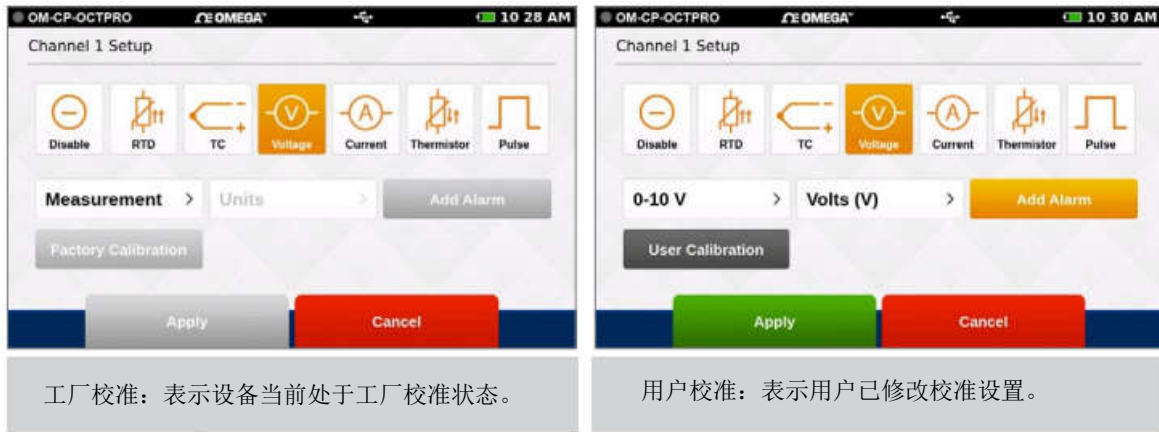 OM-CP-OCTPRO ΩE OMEGA™ 10 28 AM
Channel 1 Setup
Disable RTD TC Voltage Current Thermistor Pulse
Measurement > Units > Add Alarm
Factory Calibration
Apply Cancel
工厂校准：表示设备当前处于工厂校准状态。
OM-CP-OCTPRO ΩE OMEGA™ 10 30 AM
Channel 1 Setup
Disable RTD TC Voltage Current Thermistor Pulse
0-10 V > Volts (V) > Add Alarm
User Calibration
Apply Cancel
用户校准：表示用户已修改校准设置。